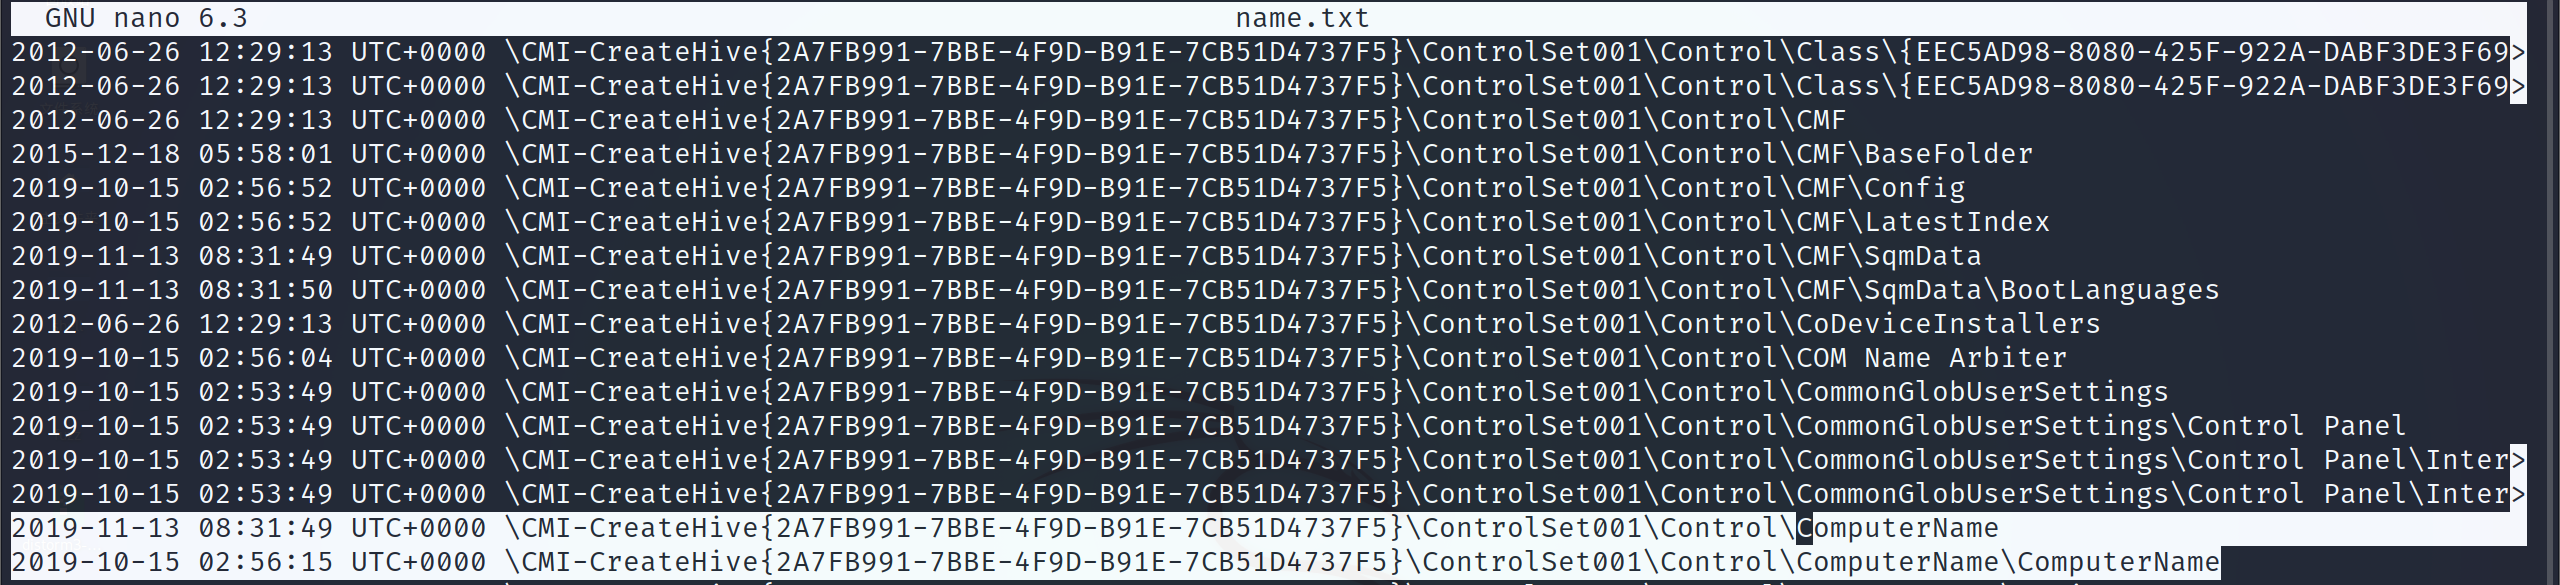 GNU nano 6.3 name.txt
2012-06-26 12:29:13 UTC+0000 \CMI-CreateHive{2A7FB991-7BBE-4F9D-B91E-7CB51D4737F5}\ControlSet001\Control\Class\{EEC5AD98-8080-425F-922A-DABF3DE3F69>
2012-06-26 12:29:13 UTC+0000 \CMI-CreateHive{2A7FB991-7BBE-4F9D-B91E-7CB51D4737F5}\ControlSet001\Control\Class\{EEC5AD98-8080-425F-922A-DABF3DE3F69>
2012-06-26 12:29:13 UTC+0000 \CMI-CreateHive{2A7FB991-7BBE-4F9D-B91E-7CB51D4737F5}\ControlSet001\Control\CMF
2015-12-18 05:58:01 UTC+0000 \CMI-CreateHive{2A7FB991-7BBE-4F9D-B91E-7CB51D4737F5}\ControlSet001\Control\CMF\BaseFolder
2019-10-15 02:56:52 UTC+0000 \CMI-CreateHive{2A7FB991-7BBE-4F9D-B91E-7CB51D4737F5}\ControlSet001\Control\CMF\Config
2019-10-15 02:56:52 UTC+0000 \CMI-CreateHive{2A7FB991-7BBE-4F9D-B91E-7CB51D4737F5}\ControlSet001\Control\CMF\LatestIndex
2019-11-13 08:31:49 UTC+0000 \CMI-CreateHive{2A7FB991-7BBE-4F9D-B91E-7CB51D4737F5}\ControlSet001\Control\CMF\SqmData
2019-11-13 08:31:50 UTC+0000 \CMI-CreateHive{2A7FB991-7BBE-4F9D-B91E-7CB51D4737F5}\ControlSet001\Control\CMF\SqmData\BootLanguages
2012-06-26 12:29:13 UTC+0000 \CMI-CreateHive{2A7FB991-7BBE-4F9D-B91E-7CB51D4737F5}\ControlSet001\Control\CoDeviceInstallers
2019-10-15 02:56:04 UTC+0000 \CMI-CreateHive{2A7FB991-7BBE-4F9D-B91E-7CB51D4737F5}\ControlSet001\Control\COM Name Arbiter
2019-10-15 02:53:49 UTC+0000 \CMI-CreateHive{2A7FB991-7BBE-4F9D-B91E-7CB51D4737F5}\ControlSet001\Control\CommonGlobUserSettings
2019-10-15 02:53:49 UTC+0000 \CMI-CreateHive{2A7FB991-7BBE-4F9D-B91E-7CB51D4737F5}\ControlSet001\Control\CommonGlobUserSettings\Control Panel
2019-10-15 02:53:49 UTC+0000 \CMI-CreateHive{2A7FB991-7BBE-4F9D-B91E-7CB51D4737F5}\ControlSet001\Control\CommonGlobUserSettings\Control Panel\Inter>
2019-10-15 02:53:49 UTC+0000 \CMI-CreateHive{2A7FB991-7BBE-4F9D-B91E-7CB51D4737F5}\ControlSet001\Control\CommonGlobUserSettings\Control Panel\Inter>
2019-11-13 08:31:49 UTC+0000 \CMI-CreateHive{2A7FB991-7BBE-4F9D-B91E-7CB51D4737F5}\ControlSet001\Control\ComputerName
2019-10-15 02:56:15 UTC+0000 \CMI-CreateHive{2A7FB991-7BBE-4F9D-B91E-7CB51D4737F5}\ControlSet001\Control\ComputerName\ComputerName